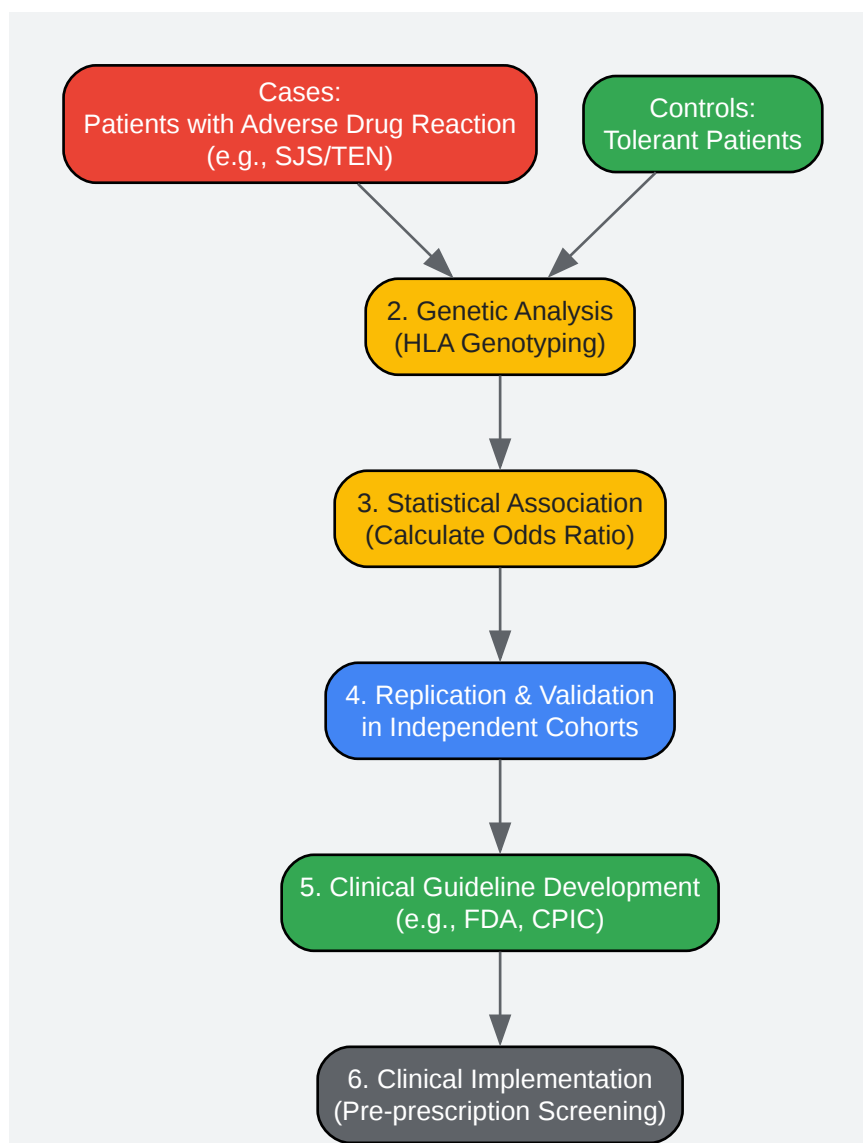 Cases:
Patients with Adverse Drug Reaction
(e.g., SJS/TEN)
Controls:
Tolerant Patients
2. Genetic Analysis
(HLA Genotyping)
3. Statistical Association
(Calculate Odds Ratio)
4. Replication & Validation
in Independent Cohorts
5. Clinical Guideline Development
(e.g., FDA, CPIC)
6. Clinical Implementation
(Pre-prescription Screening)